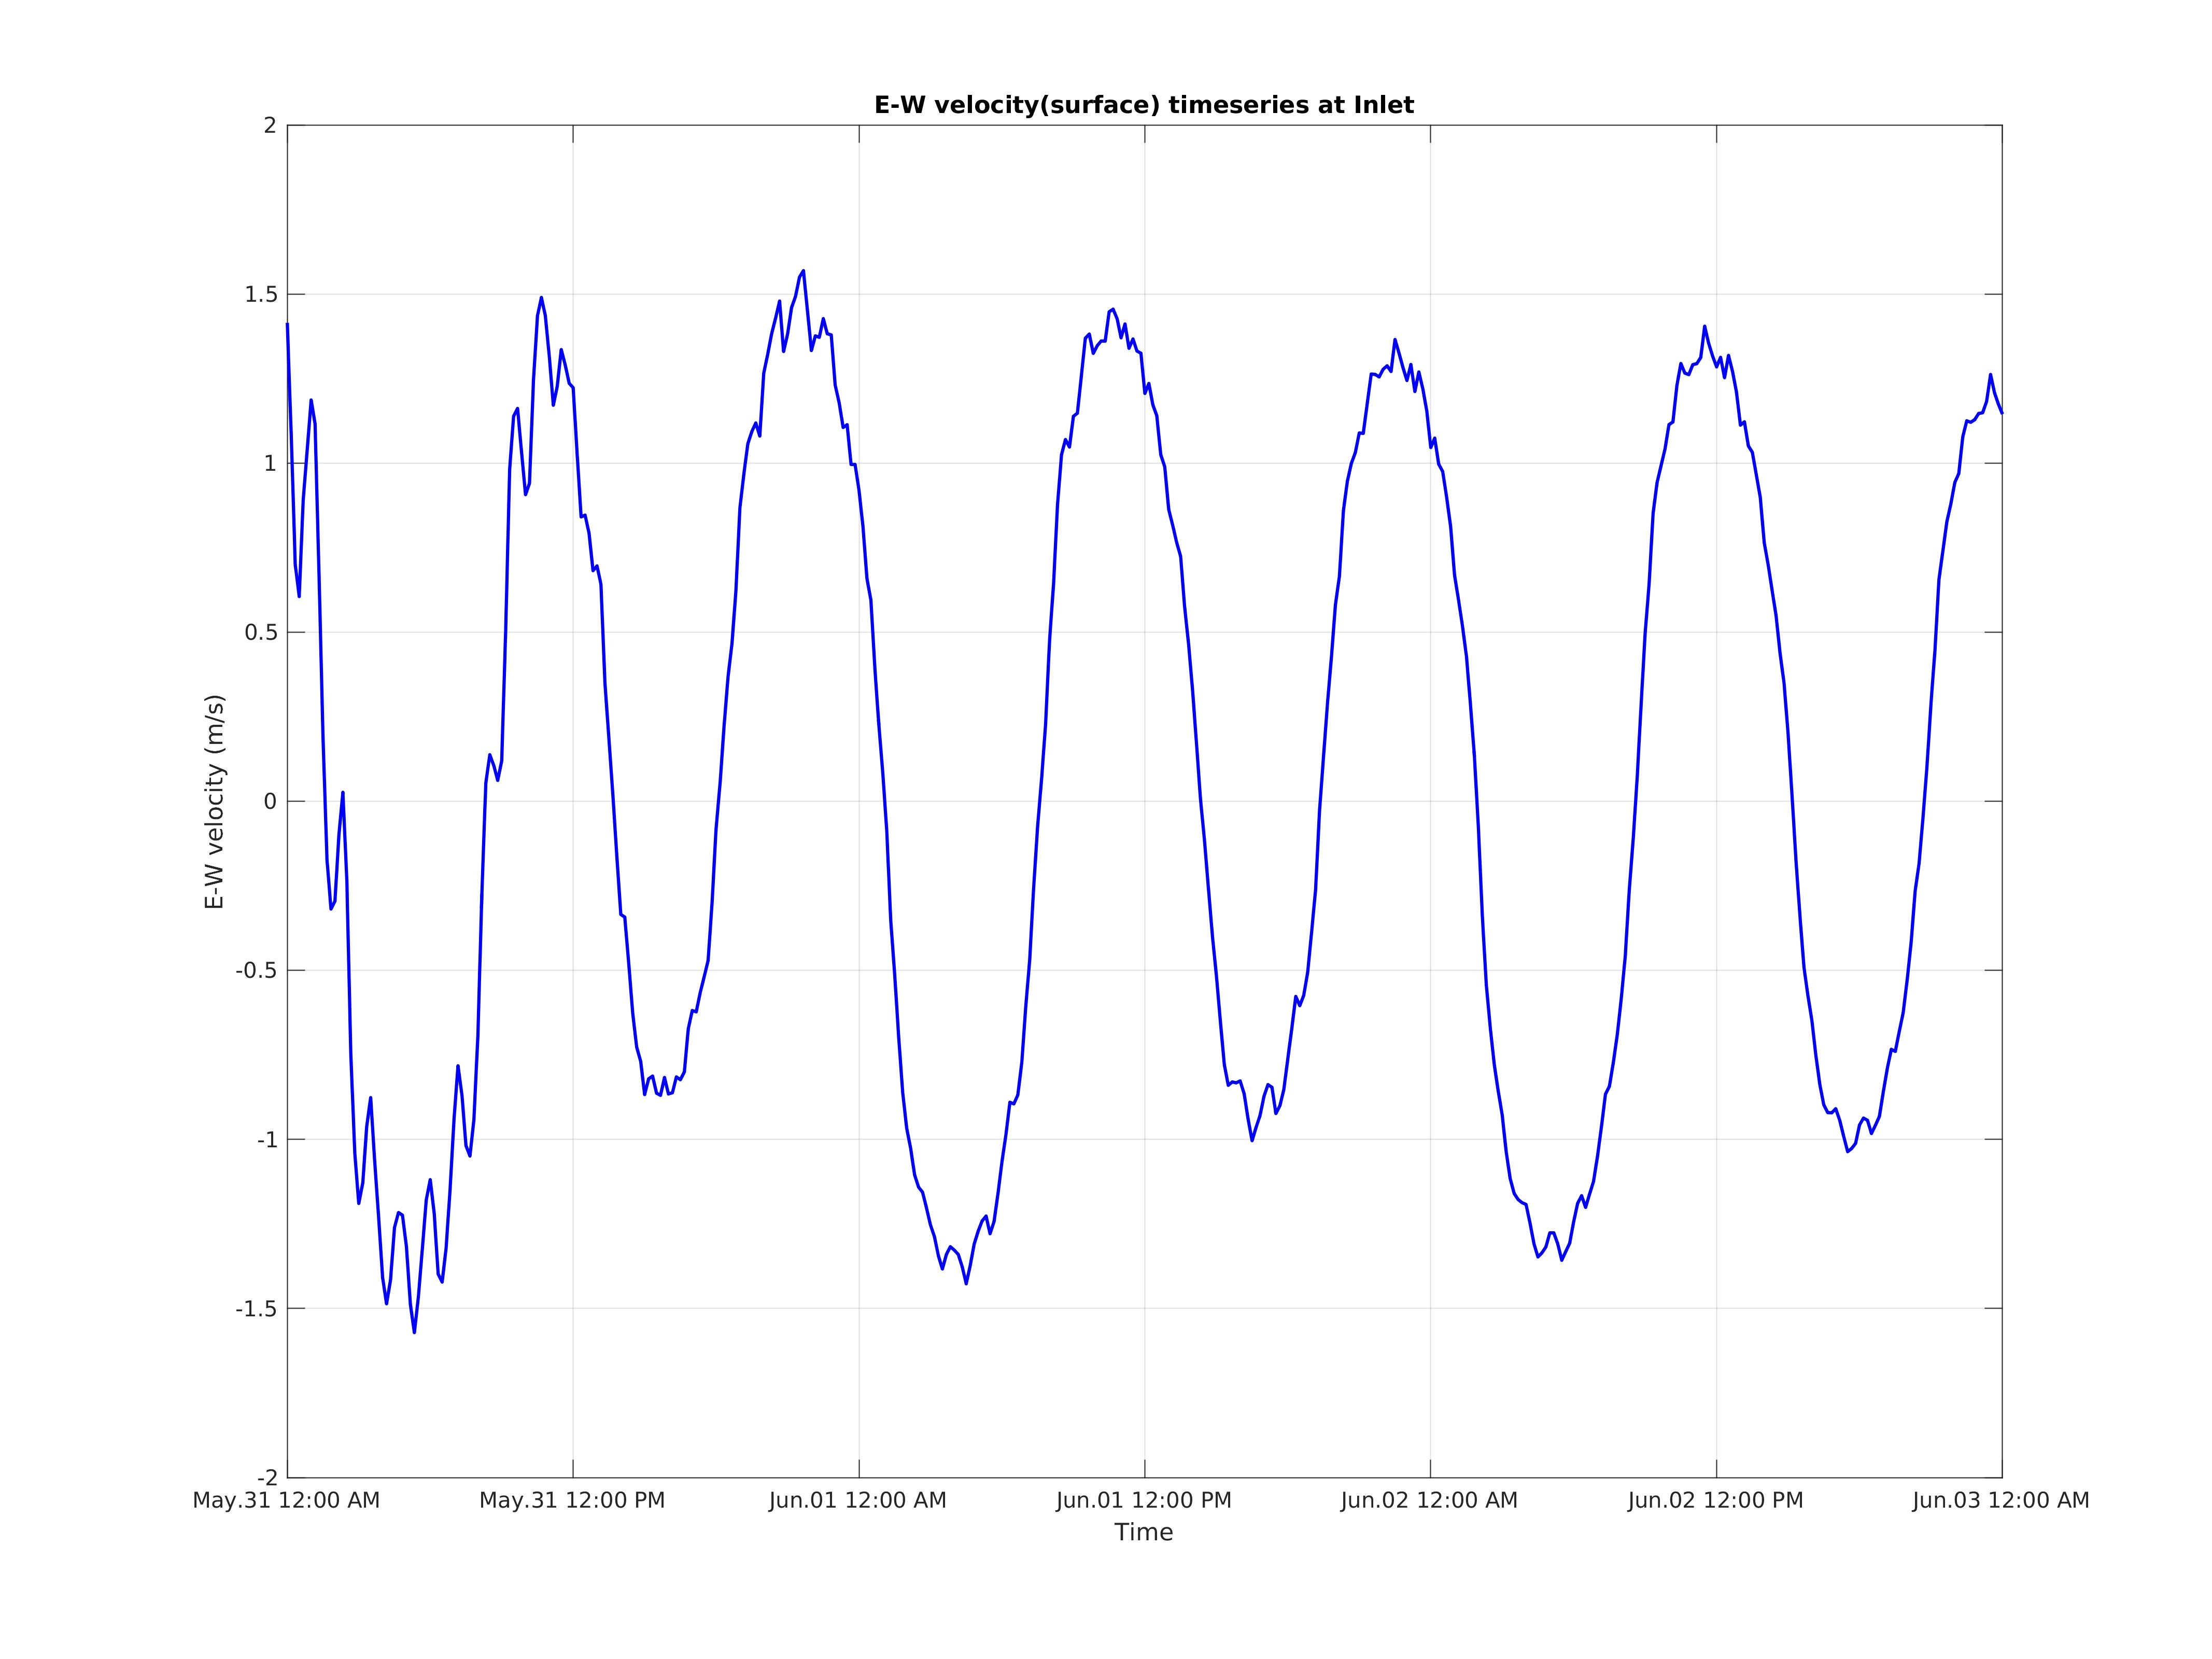 E-W velocity(surface) timeseries at Inlet
2
1.5
1
0.5
0
-0.5
-1
-1.5
-2
E-W velocity (m/s)
May.31 12:00 AM
May.31 12:00 PM
Jun.01 12:00 AM
Jun.01 12:00 PM
Jun.02 12:00 AM
Jun.02 12:00 PM
Jun.03 12:00 AM
Time